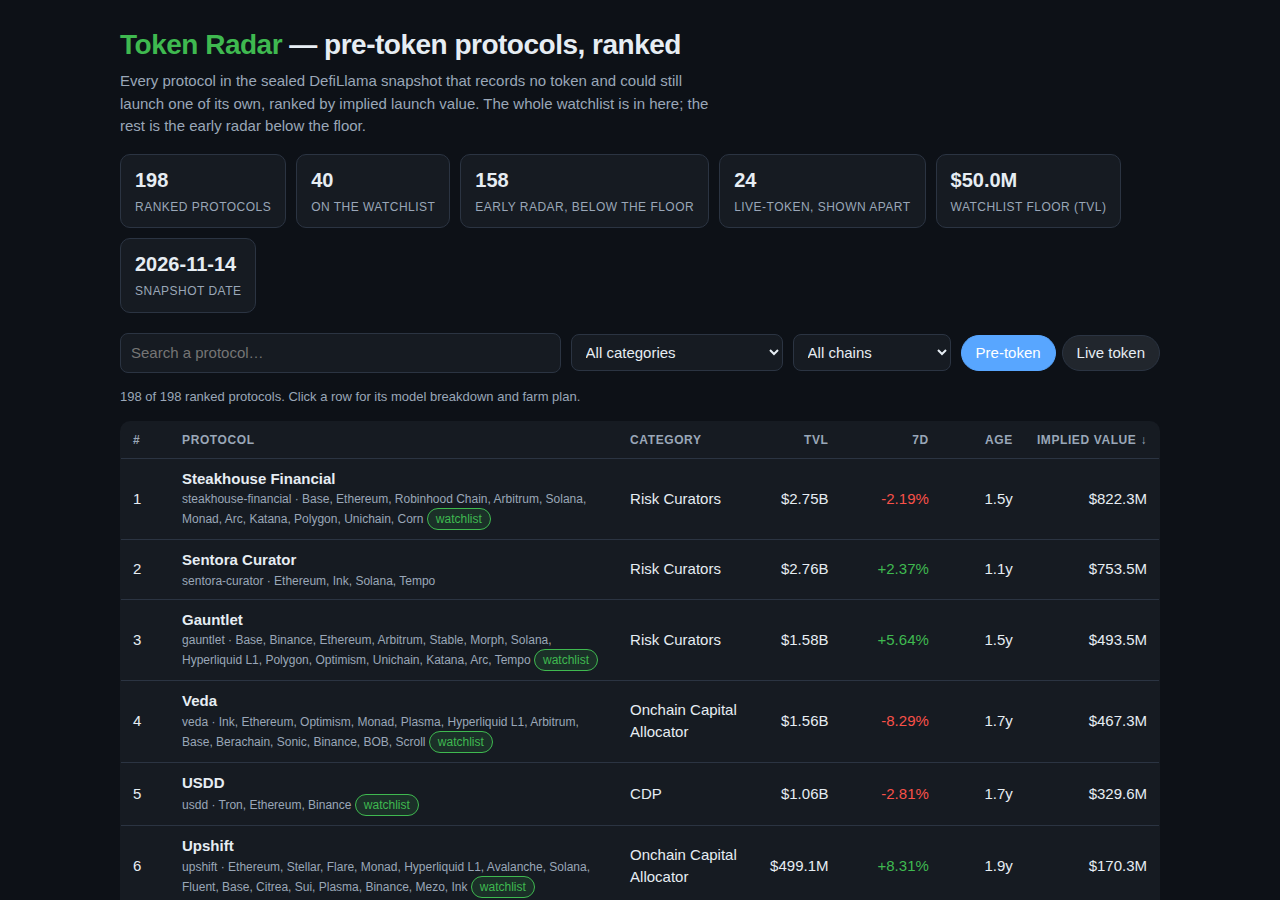 Token Radar — pre-token protocols, ranked
Every protocol in the sealed DefiLlama snapshot that records no token and could still
launch one of its own, ranked by implied launch value. The whole watchlist is in here; the
rest is the early radar below the floor.
198
RANKED PROTOCOLS
40
ON THE WATCHLIST
158
EARLY RADAR, BELOW THE FLOOR
24
LIVE-TOKEN, SHOWN APART
$50.0M
WATCHLIST FLOOR (TVL)
2026-11-14
SNAPSHOT DATE
Search a protocol…
All categories
All chains
Pre-token
Live token
198 of 198 ranked protocols. Click a row for its model breakdown and farm plan.
# PROTOCOL CATEGORY TVL 7D AGE IMPLIED VALUE ↓
1 Steakhouse Financial Risk Curators $2.75B -2.19% 1.5y $822.3M
steakhouse-financial · Base, Ethereum, Robinhood Chain, Arbitrum, Solana,
Monad, Arc, Katana, Polygon, Unichain, Corn watchlist
2 Sentora Curator Risk Curators $2.76B +2.37% 1.1y $753.5M
sentora-curator · Ethereum, Ink, Solana, Tempo
3 Gauntlet Risk Curators $1.58B +5.64% 1.5y $493.5M
gauntlet · Base, Binance, Ethereum, Arbitrum, Stable, Morph, Solana,
Hyperliquid L1, Polygon, Optimism, Unichain, Katana, Arc, Tempo watchlist
4 Veda Onchain Capital Allocator $1.56B -8.29% 1.7y $467.3M
veda · Ink, Ethereum, Optimism, Monad, Plasma, Hyperliquid L1, Arbitrum,
Base, Berachain, Sonic, Binance, BOB, Scroll watchlist
5 USDD CDP $1.06B -2.81% 1.7y $329.6M
usdd · Tron, Ethereum, Binance watchlist
6 Upshift Onchain Capital Allocator $499.1M +8.31% 1.9y $170.3M
upshift · Ethereum, Stellar, Flare, Monad, Hyperliquid L1, Avalanche, Solana,
Fluent, Base, Citrea, Sui, Plasma, Binance, Mezo, Ink watchlist